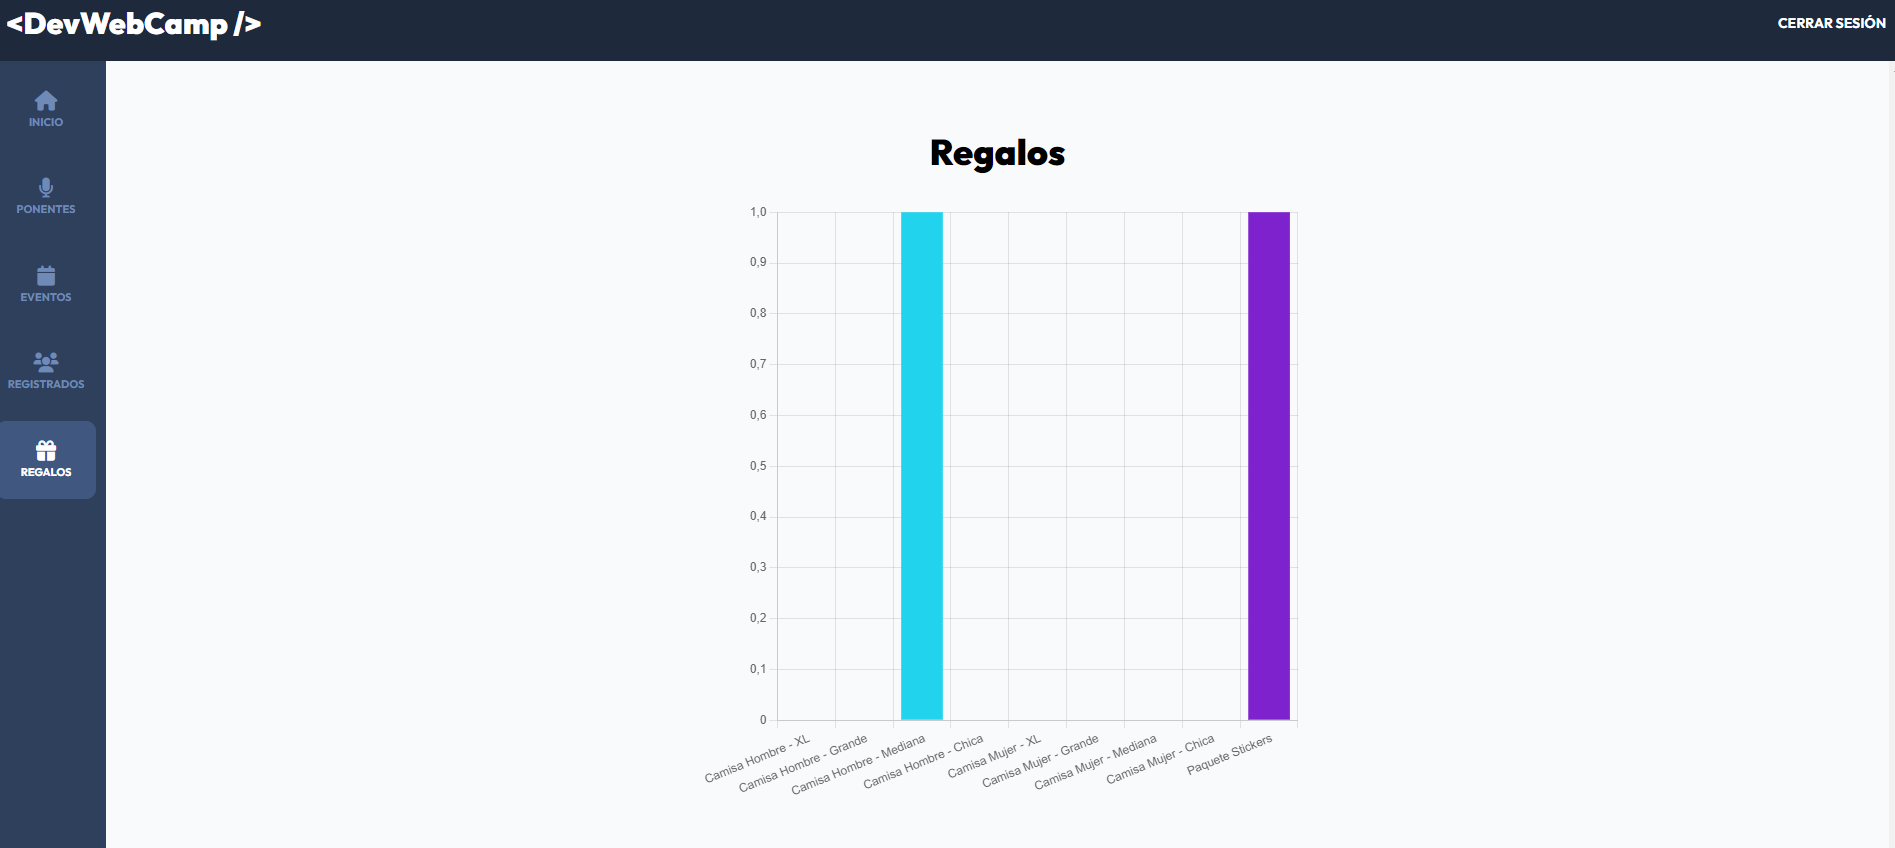 <DevWebCamp />
CERRAR SESIÓN
INICIO
PONENTES
EVENTOS
REGISTRADOS
REGALOS
Regalos
1,0
0,9
0,8
0,7
0,6
0,5
0,4
0,3
0,2
0,1
0
Camisa Hombre - XL
Camisa Hombre - Grande
Camisa Hombre - Mediana
Camisa Hombre - Chica
Camisa Mujer - XL
Camisa Mujer - Grande
Camisa Mujer - Mediana
Camisa Mujer - Chica
Paquete Stickers